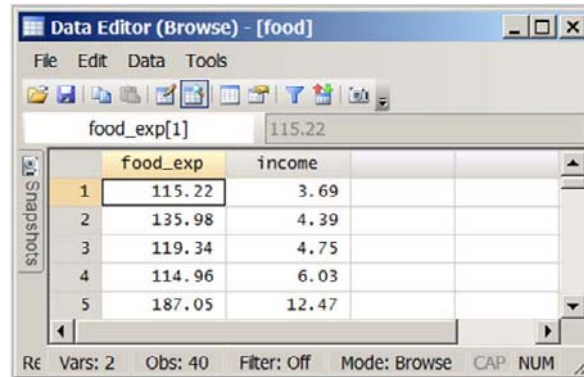 Data Editor (Browse) - [food]
File Edit Data Tools
food_exp[1] 115.22
Snapshots
food_exp income
1 115.22 3.69
2 135.98 4.39
3 119.34 4.75
4 114.96 6.03
5 187.05 12.47
Re Vars: 2 Obs: 40 Filter: Off Mode: Browse CAP NUM